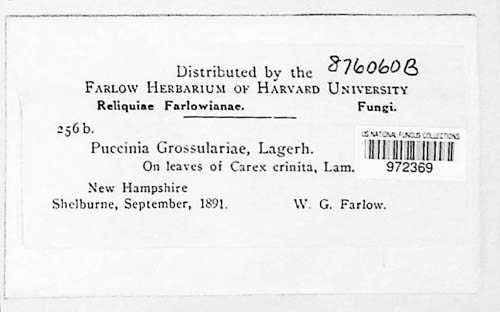 Distributed by the 876060B
FARLOW HERBARIUM OF HARVARD UNIVERSITY
Reliquiae Farlowianae. Fungi.
256 b.
Puccinia Grossulariae, Lagerh.
On leaves of Carex crinita, Lam.
US NATIONAL FUNGUS COLLECTIONS
972369
New Hampshire
Shelburne, September, 1891. W. G. Farlow.